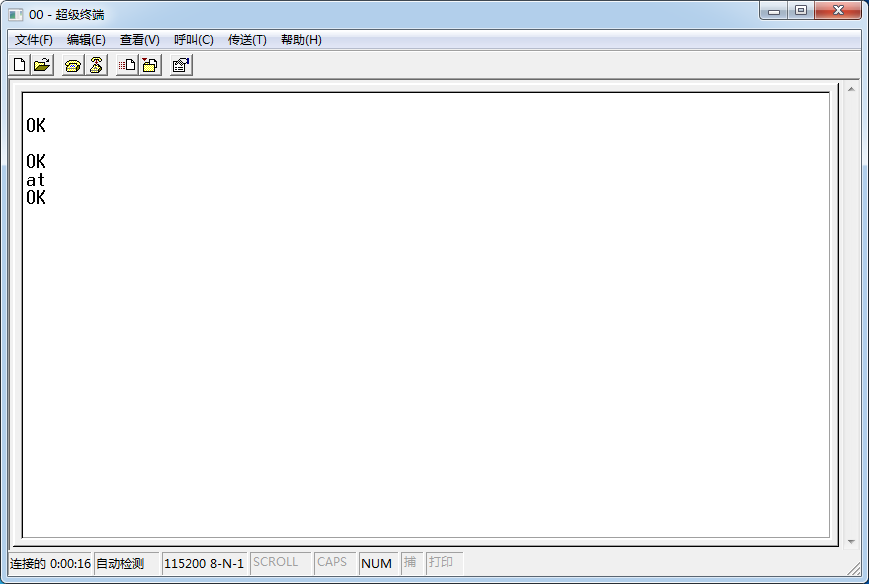 00 - 超级终端
文件(F) 编辑(E) 查看(V) 呼叫(C) 传送(T) 帮助(H)
OK
OK
at
OK
连接的 0:00:16 自动检测 115200 8-N-1 SCROLL CAPS NUM 捕 打印